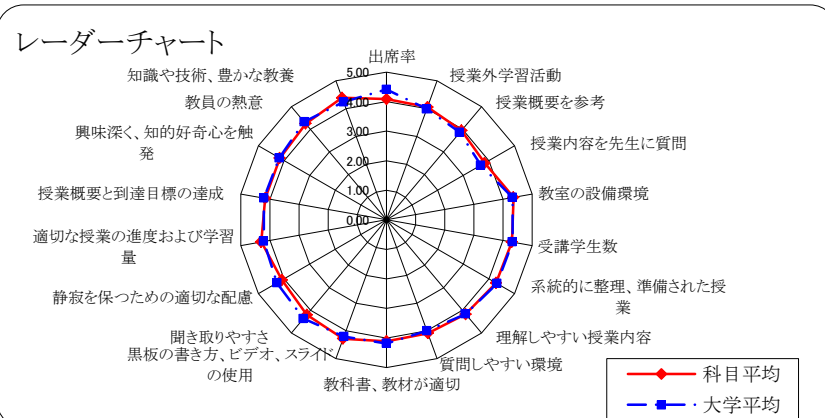 レーダーチャート
出席率
授業外学習活動
授業概要を参考
授業内容を先生に質問
教室の設備環境
受講学生数
系統的に整理、準備された授
業
理解しやすい授業内容
質問しやすい環境
教科書、教材が適切
黒板の書き方、ビデオ、スライド
の使用
聞き取りやすさ
静寂を保つための適切な配慮
適切な授業の進度および学習
量
授業概要と到達目標の達成
興味深く、知的好奇心を触
発
教員の熱意
知識や技術、豊かな教養
5.00
4.00
3.00
2.00
1.00
0.00
科目平均
大学平均